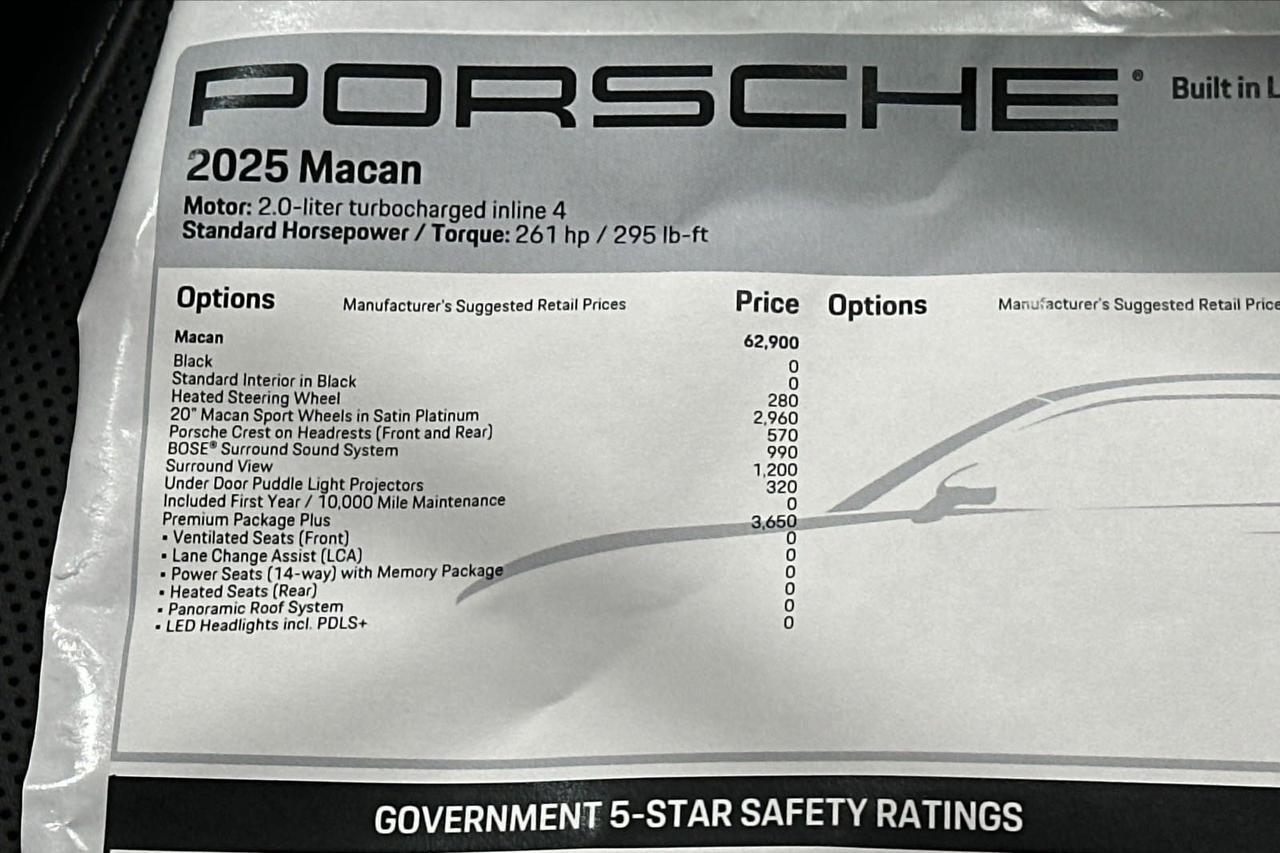 PORSCHE® Built in
2025 Macan
Motor: 2.0-liter turbocharged inline 4
Standard Horsepower / Torque: 261 hp / 295 lb-ft
Options Manufacturer's Suggested Retail Prices Price Options Manufacturer's Suggested Retail
Macan 62,900
Black 0
Standard Interior in Black 0
Heated Steering Wheel 280
20" Macan Sport Wheels in Satin Platinum 2,960
Porsche Crest on Headrests (Front and Rear) 570
BOSE® Surround Sound System 990
Surround View 1,200
Under Door Puddle Light Projectors 320
Included First Year / 10,000 Mile Maintenance 0
Premium Package Plus 3,650
▪ Ventilated Seats (Front) 0
▪ Lane Change Assist (LCA) 0
▪ Power Seats (14-way) with Memory Package 0
▪ Heated Seats (Rear) 0
▪ Panoramic Roof System 0
▪ LED Headlights incl. PDLS+ 0
GOVERNMENT 5-STAR SAFETY RATINGS